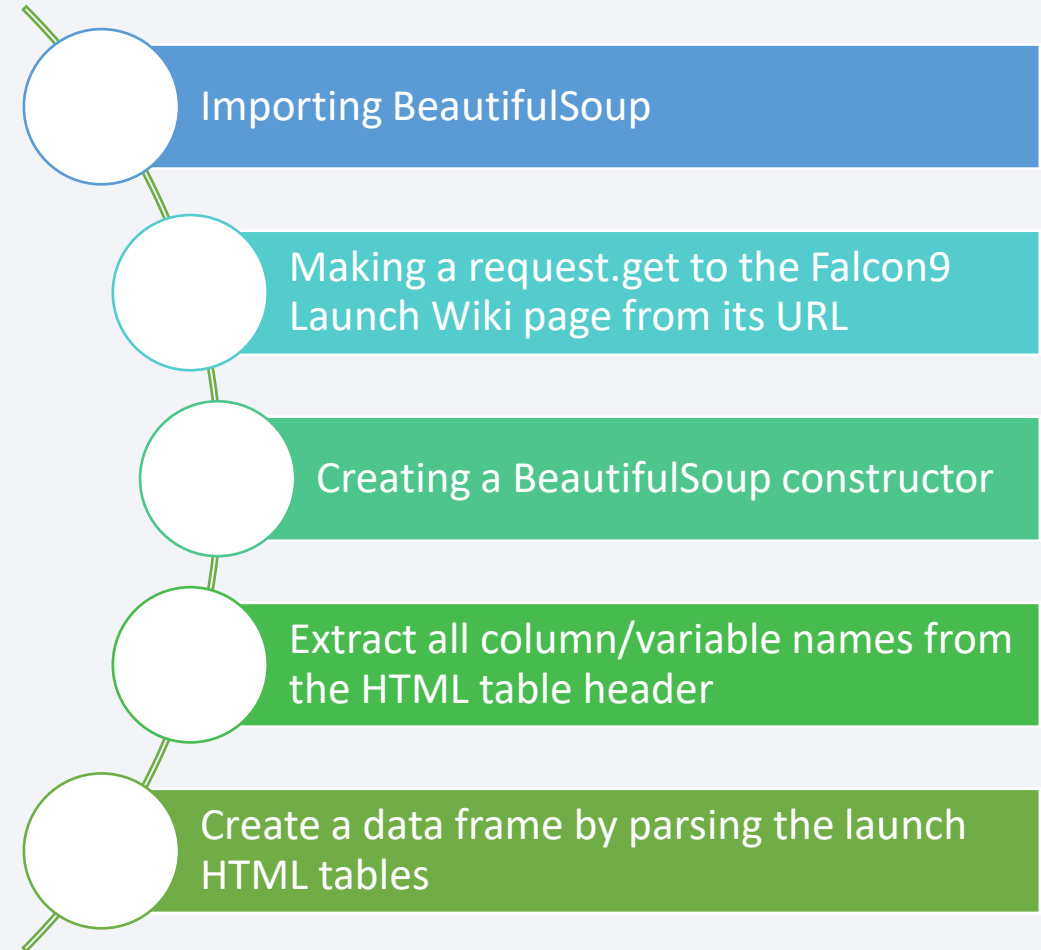 Importing BeautifulSoup
Making a request.get to the Falcon9
Launch Wiki page from its URL
Creating a BeautifulSoup constructor
Extract all column/variable names from
the HTML table header
Create a data frame by parsing the launch
HTML tables